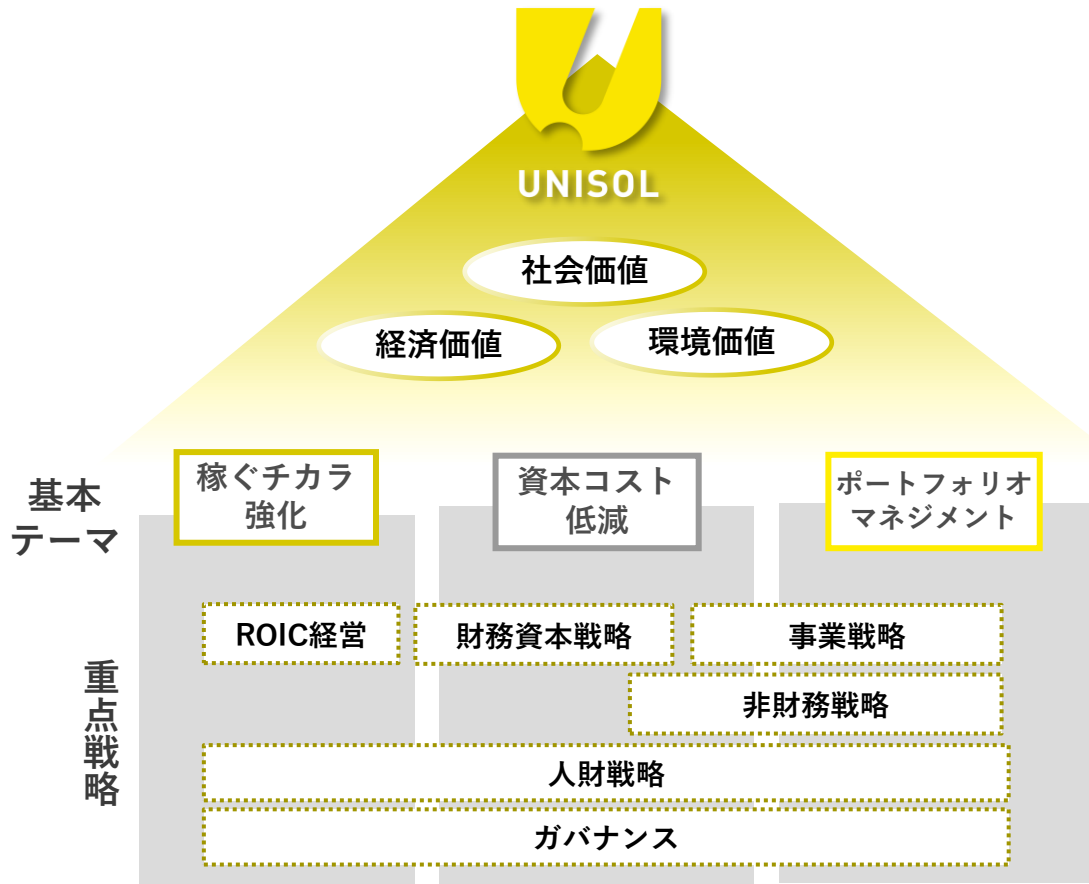 UNISOL
社会価値
経済価値
環境価値
基本
テーマ
稼ぐチカラ
強化
資本コスト
低減
ポートフォリオ
マネジメント
重点戦略
ROIC経営
財務資本戦略
事業戦略
非財務戦略
人財戦略
ガバナンス